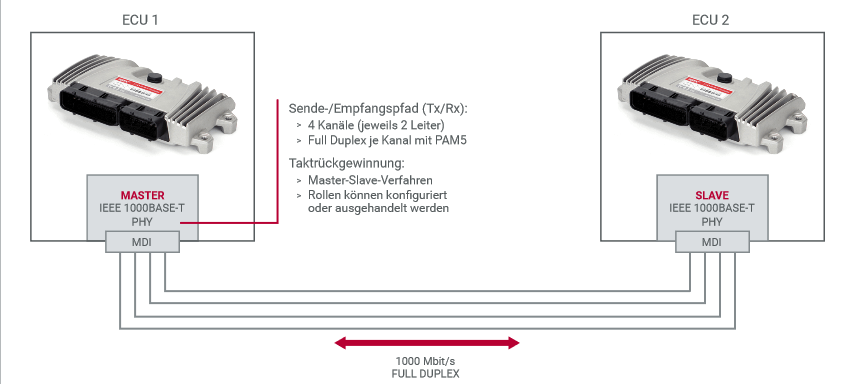 ECU 1
ECU 2
Sende-/Empfangspfad (Tx/Rx):
> 4 Kanäle (jeweils 2 Leiter)
> Full Duplex je Kanal mit PAM5
Taktrückgewinnung:
> Master-Slave-Verfahren
> Rollen können konfiguriert
oder ausgehandelt werden
MASTER
IEEE 1000BASE-T
PHY
MDI
SLAVE
IEEE 1000BASE-T
PHY
MDI
1000 Mbit/s
FULL DUPLEX